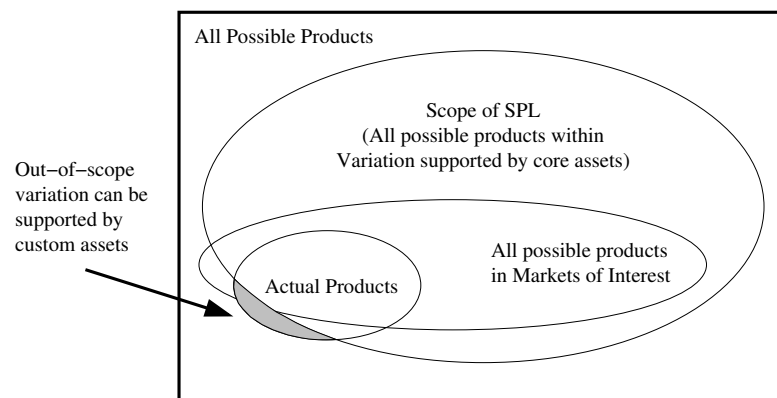 All Possible Products
Scope of SPL
(All possible products within
Variation supported by core assets)
Out−of−scope
variation can be
supported by
custom assets
All possible products
in Markets of Interest
Actual Products